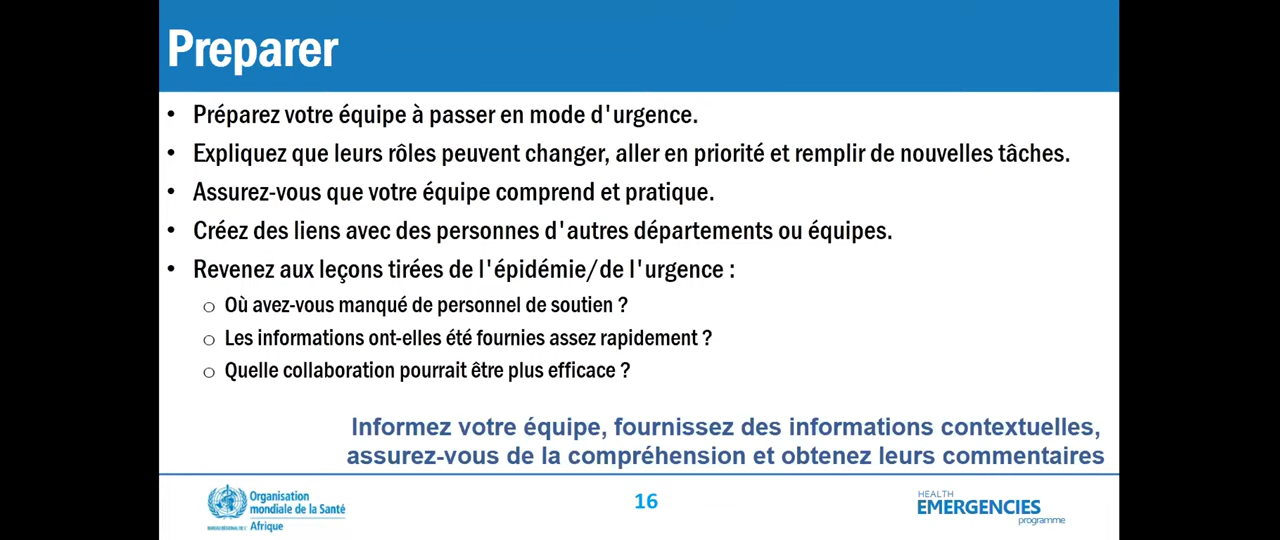 Preparer
• Préparez votre équipe à passer en mode d'urgence.
• Expliquez que leurs rôles peuvent changer, aller en priorité et remplir de nouvelles tâches.
• Assurez-vous que votre équipe comprend et pratique.
• Créez des liens avec des personnes d'autres départements ou équipes.
• Revenez aux leçons tirées de l'épidémie/de l'urgence :
o Où avez-vous manqué de personnel de soutien ?
o Les informations ont-elles été fournies assez rapidement ?
o Quelle collaboration pourrait être plus efficace ?
Informez votre équipe, fournissez des informations contextuelles,
assurez-vous de la compréhension et obtenez leurs commentaires
Organisation
mondiale de la Santé
Afrique
16
HEALTH
EMERGENCIES
programme